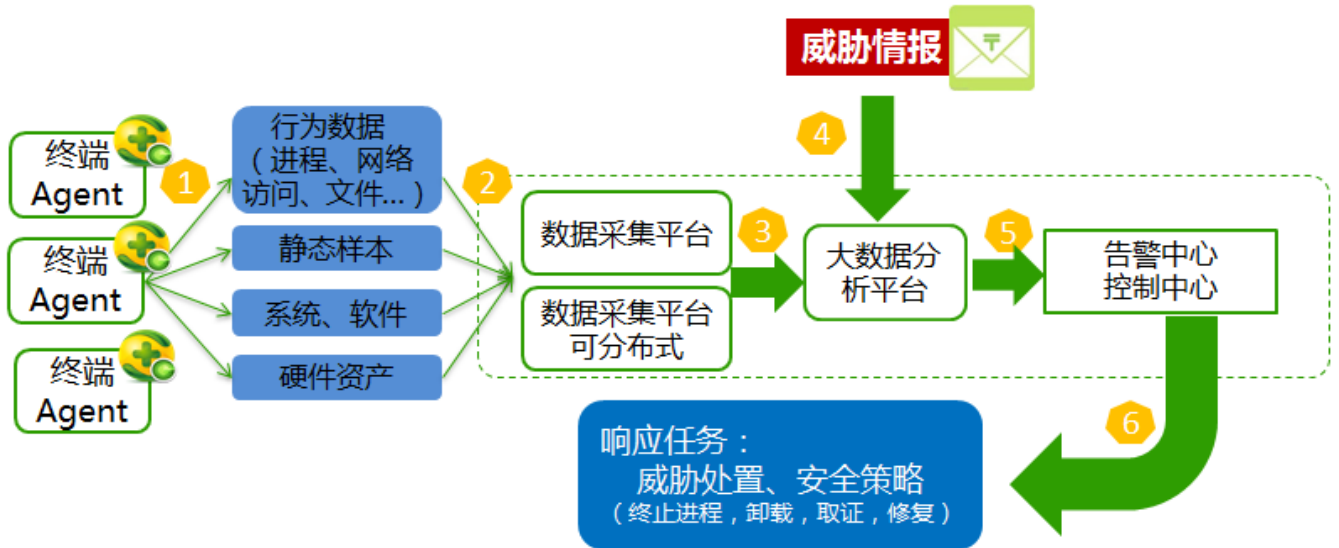 威胁情报
4
终端
Agent
1
行为数据
（进程、网络
访问、文件...）
2
终端
Agent
静态样本
系统、软件
终端
Agent
硬件资产
数据采集平台
数据采集平台
可分布式
3
大数据分
析平台
5
告警中心
控制中心
6
响应任务：
威胁处置、安全策略
（终止进程，卸载，取证，修复）